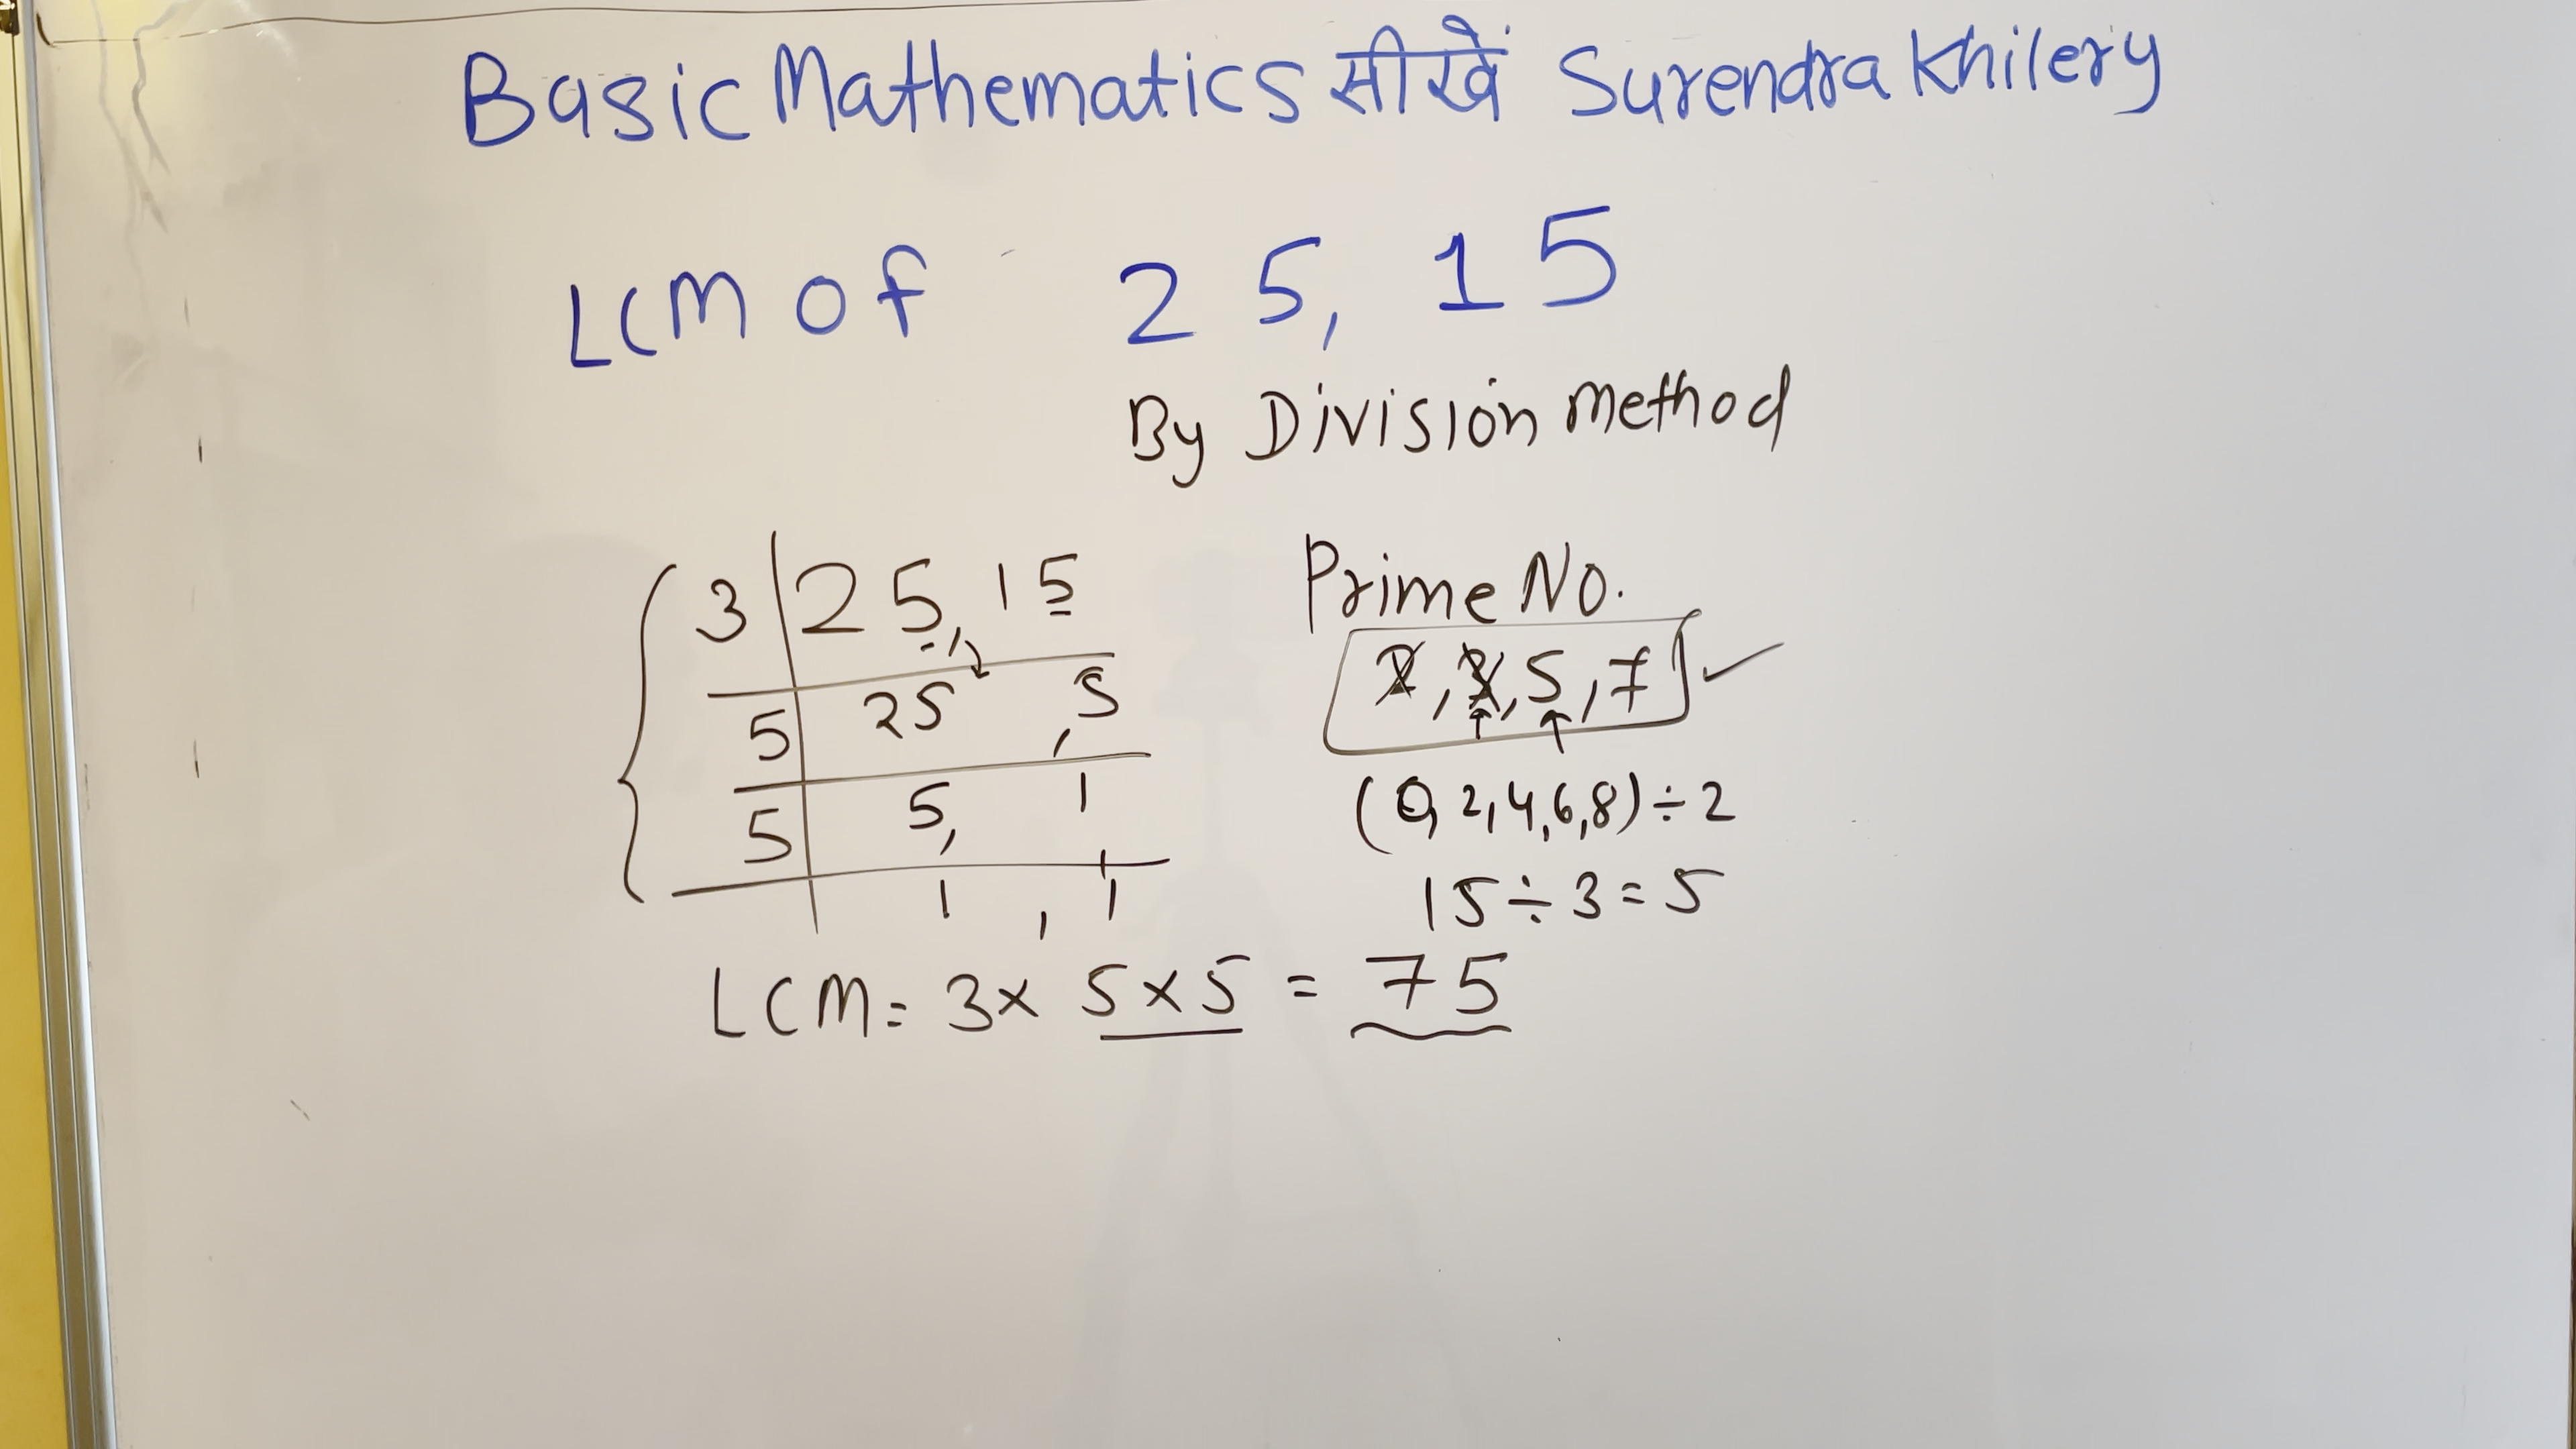 Basic Mathematics सीखें Surendra Khilery
LCM of 25, 15
By Division method
3 | 25, 15
5 | 25, 5
5 | 5, 1
1, 1
LCM = 3 × 5 × 5 = 75
Prime No.
2, 3, 5, 7
(0, 2, 4, 6, 8) ÷ 2
15 ÷ 3 = 5